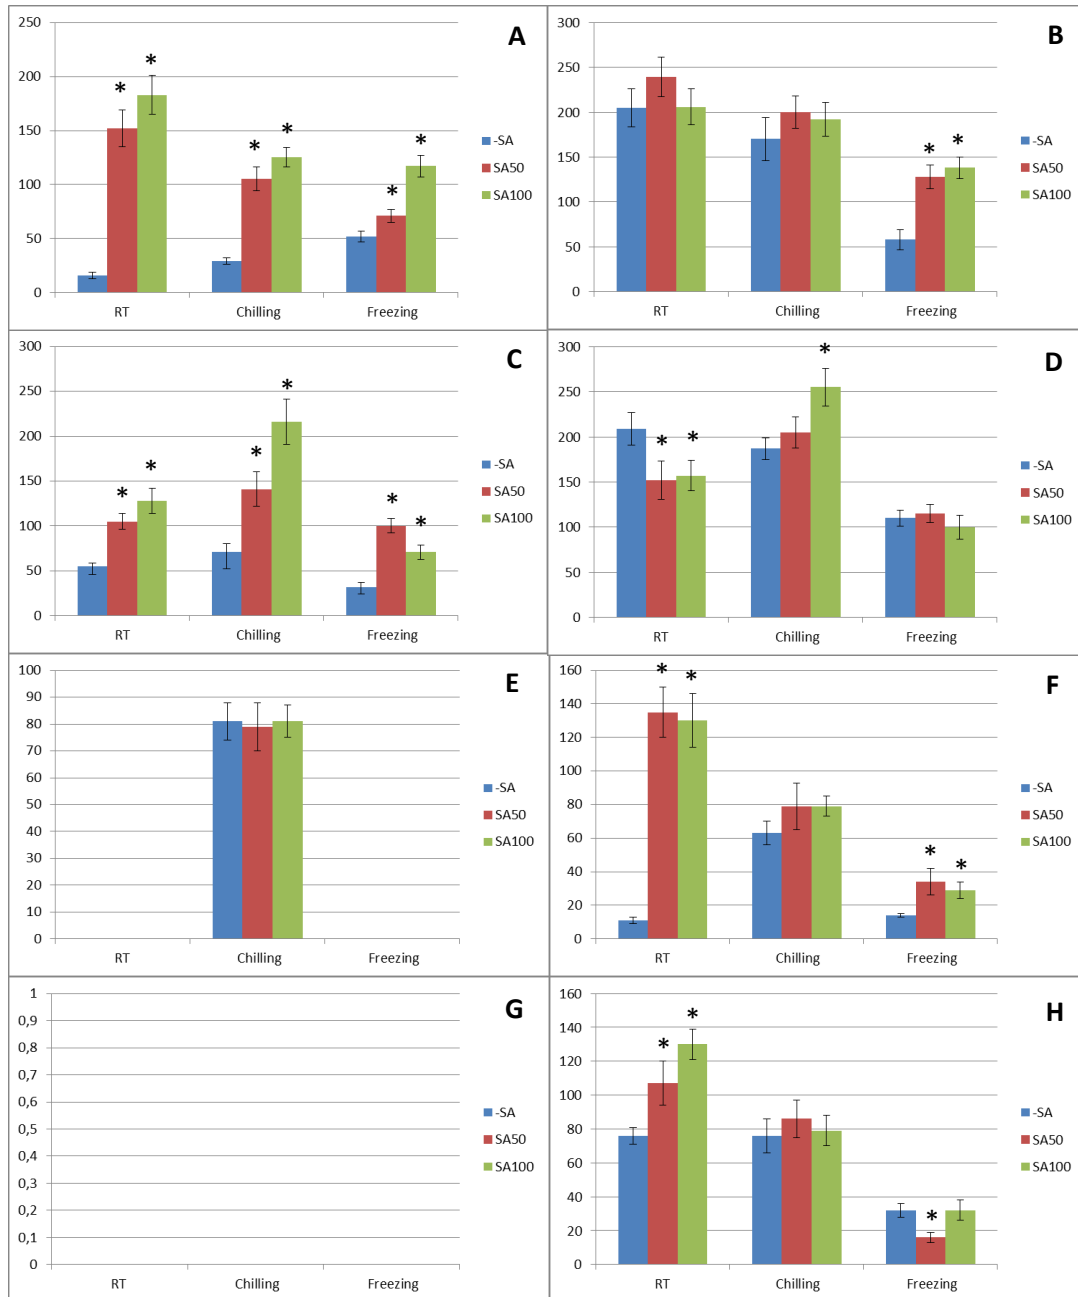 A
250
200
150
100
50
0
RT Chilling Freezing
-SA
SA50
SA100
* * * * * *
B
300
250
200
150
100
50
0
RT Chilling Freezing
-SA
SA50
SA100
* *
C
300
250
200
150
100
50
0
RT Chilling Freezing
-SA
SA50
SA100
* * * * * *
D
300
250
200
150
100
50
0
RT Chilling Freezing
-SA
SA50
SA100
* * *
E
100
90
80
70
60
50
40
30
20
10
0
RT Chilling Freezing
-SA
SA50
SA100
F
160
140
120
100
80
60
40
20
0
RT Chilling Freezing
-SA
SA50
SA100
* * * *
G
1
0,9
0,8
0,7
0,6
0,5
0,4
0,3
0,2
0,1
0
RT Chilling Freezing
-SA
SA50
SA100
H
160
140
120
100
80
60
40
20
0
RT Chilling Freezing
-SA
SA50
SA100
* * *